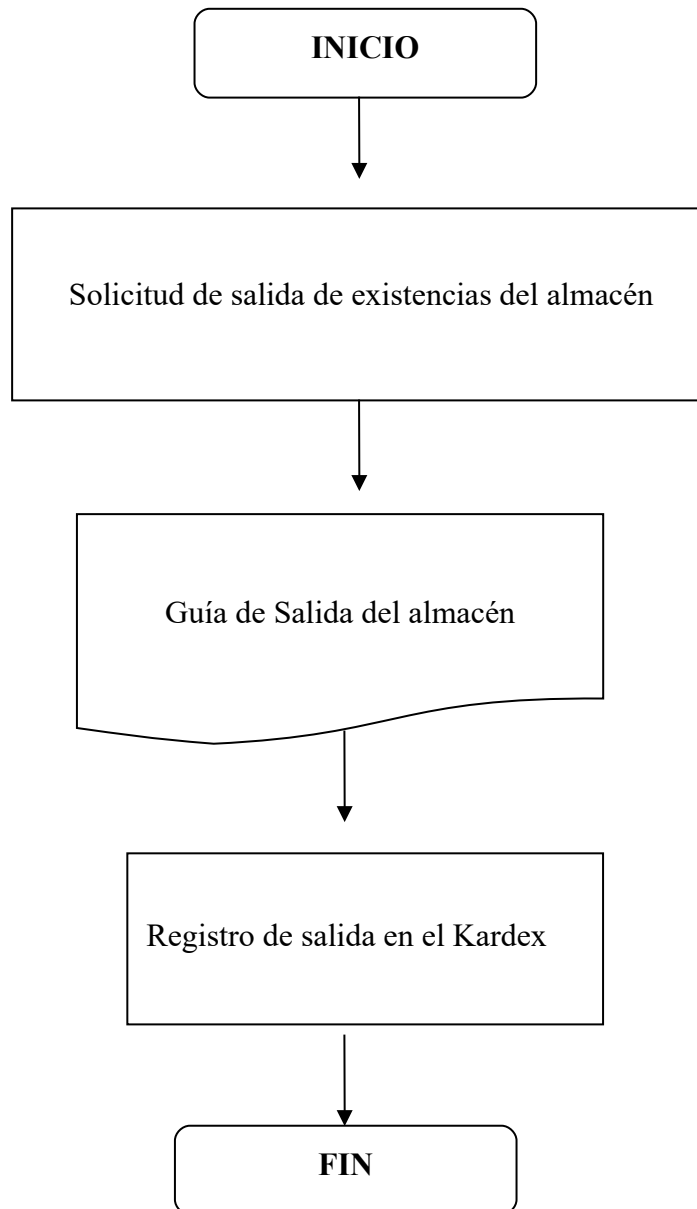 INICIO
Solicitud de salida de existencias del almacén
Guía de Salida del almacén
Registro de salida en el Kardex
FIN